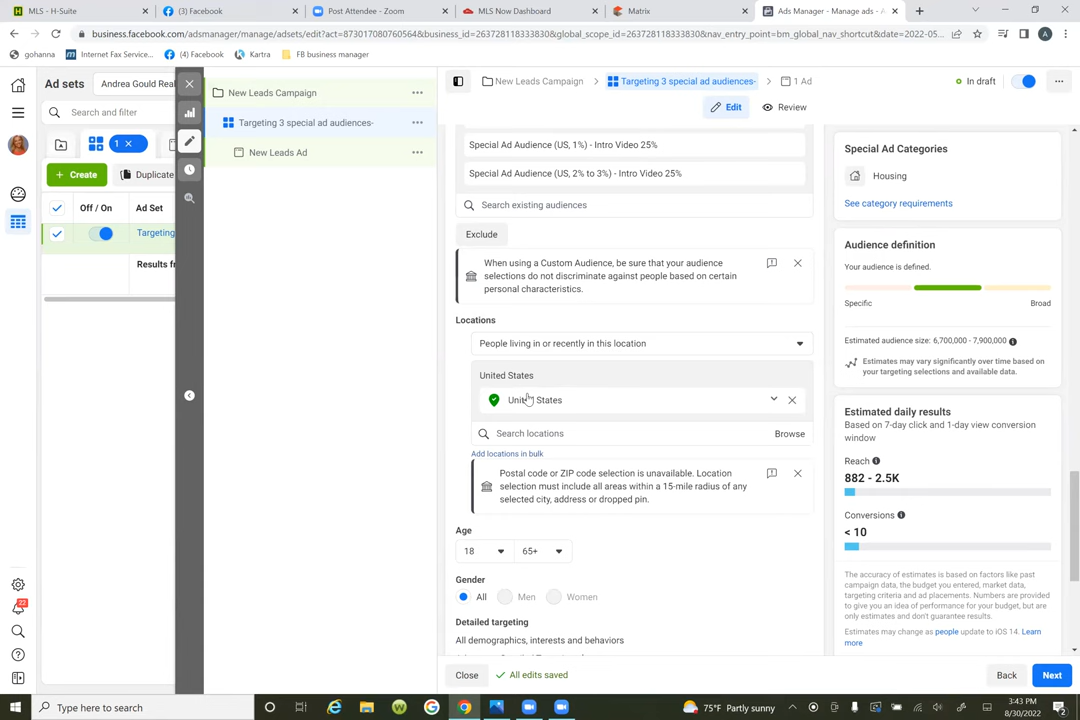 MLS - H-Suite
(3) Facebook
Post Attendee - Zoom
MLS Now Dashboard
Matrix
Ads Manager - Manage ads - A
business.facebook.com/adsmanager/manage/adsets/edit?act=873017080760564&business_id=263728118333830&global_scope_id=263728118333830&nav_entry_point=bm_global_nav_shortcut&date=2022-05...
gohanna
Internet Fax Service...
(4) Facebook
Kartra
FB business manager
Ad sets
Andrea Gould Real
Search and filter
1
+ Create
Duplicate
Off / On
Ad Set
Targeting
Results fr
22
New Leads Campaign
Targeting 3 special ad audiences-
New Leads Ad
New Leads Campaign
Targeting 3 special ad audiences-
1 Ad
In draft
Edit
Review
Special Ad Audience (US, 1%) - Intro Video 25%
Special Ad Audience (US, 2% to 3%) - Intro Video 25%
Search existing audiences
Exclude
When using a Custom Audience, be sure that your audience
selections do not discriminate against people based on certain
personal characteristics.
Locations
People living in or recently in this location
United States
United States
Search locations
Browse
Add locations in bulk
Postal code or ZIP code selection is unavailable. Location
selection must include all areas within a 15-mile radius of any
selected city, address or dropped pin.
Age
18
65+
Gender
All
Men
Women
Detailed targeting
All demographics, interests and behaviors
Close
All edits saved
Back
Next
Special Ad Categories
Housing
See category requirements
Audience definition
Your audience is defined.
Specific
Broad
Estimated audience size: 6,700,000 - 7,900,000
Estimates may vary significantly over time based on
your targeting selections and available data.
Estimated daily results
Based on 7-day click and 1-day view conversion
window
Reach
882 - 2.5K
Conversions
< 10
The accuracy of estimates is based on factors like past
campaign data, the budget you entered, market data,
targeting criteria and ad placements. Numbers are provided
to give you an idea of performance for your budget, but are
only estimates and don't guarantee results.
Estimates may change as people update to iOS 14. Learn
more
Type here to search
75°F Partly sunny
3:43 PM
8/30/2022
2